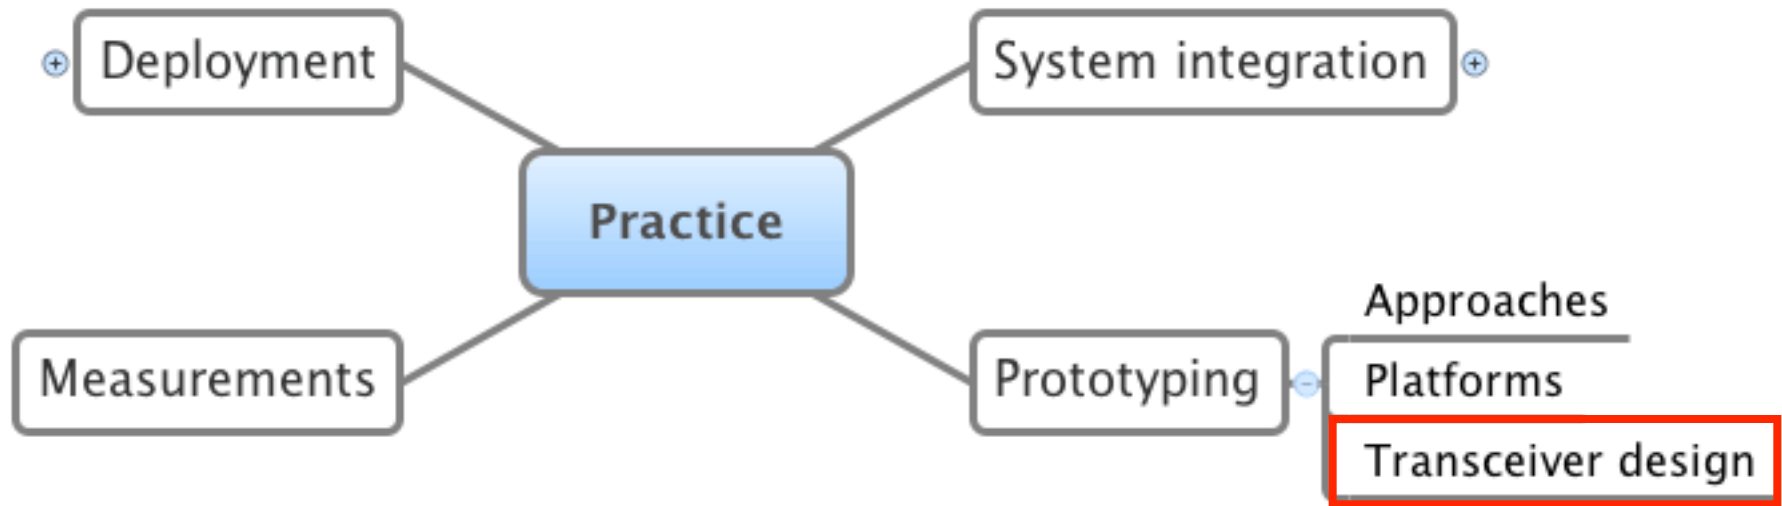 Deployment
System integration
Practice
Measurements
Prototyping
Approaches
Platforms
Transceiver design